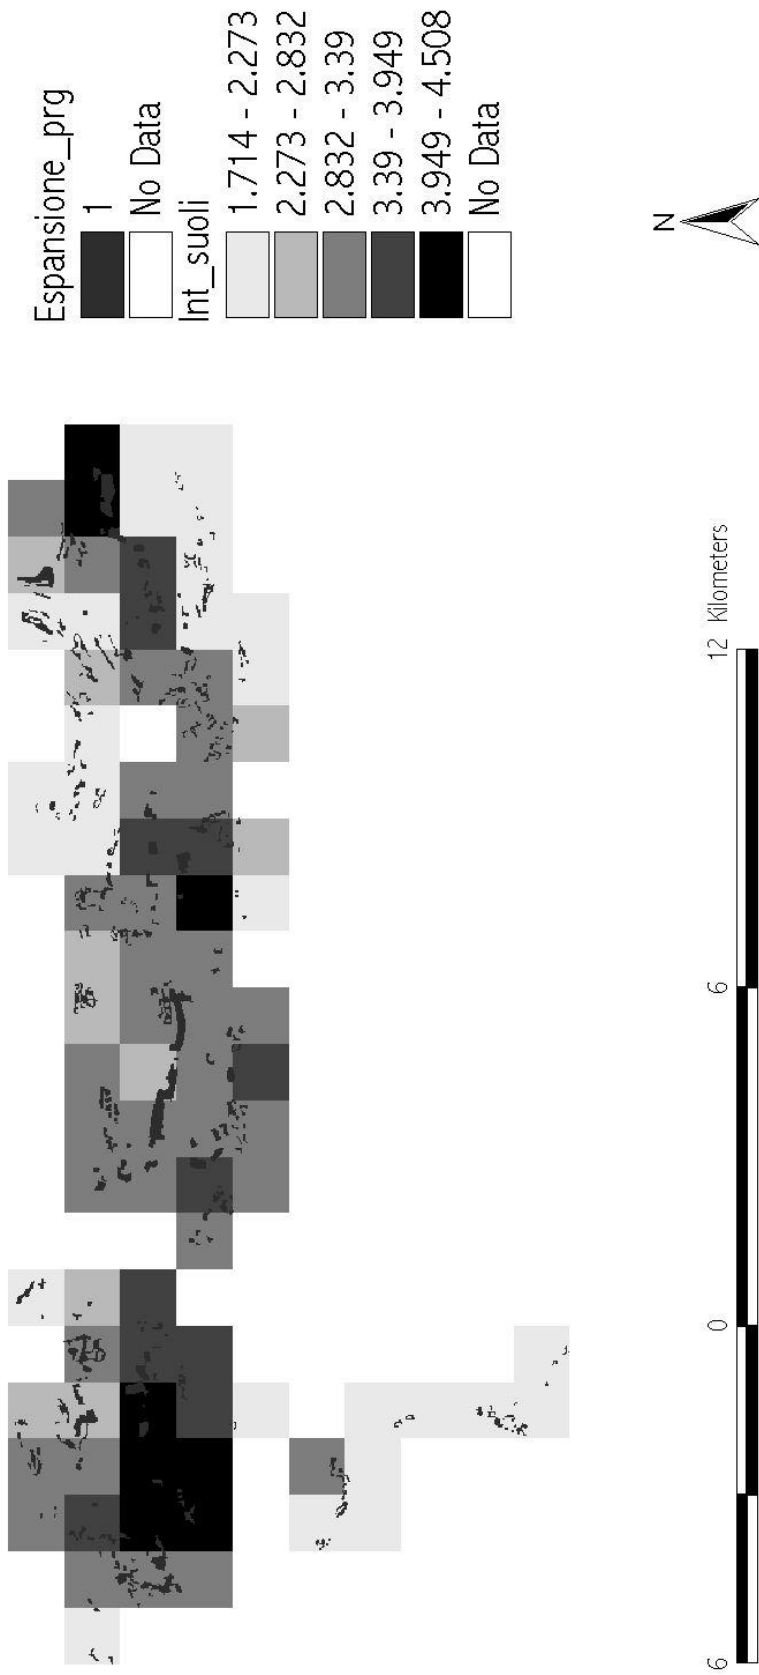 Espansione_prg
1
No Data
Int_suoli
1.714 - 2.273
2.273 - 2.832
2.832 - 3.39
3.39 - 3.949
3.949 - 4.508
No Data
N
6 0 6 12 Kilometers